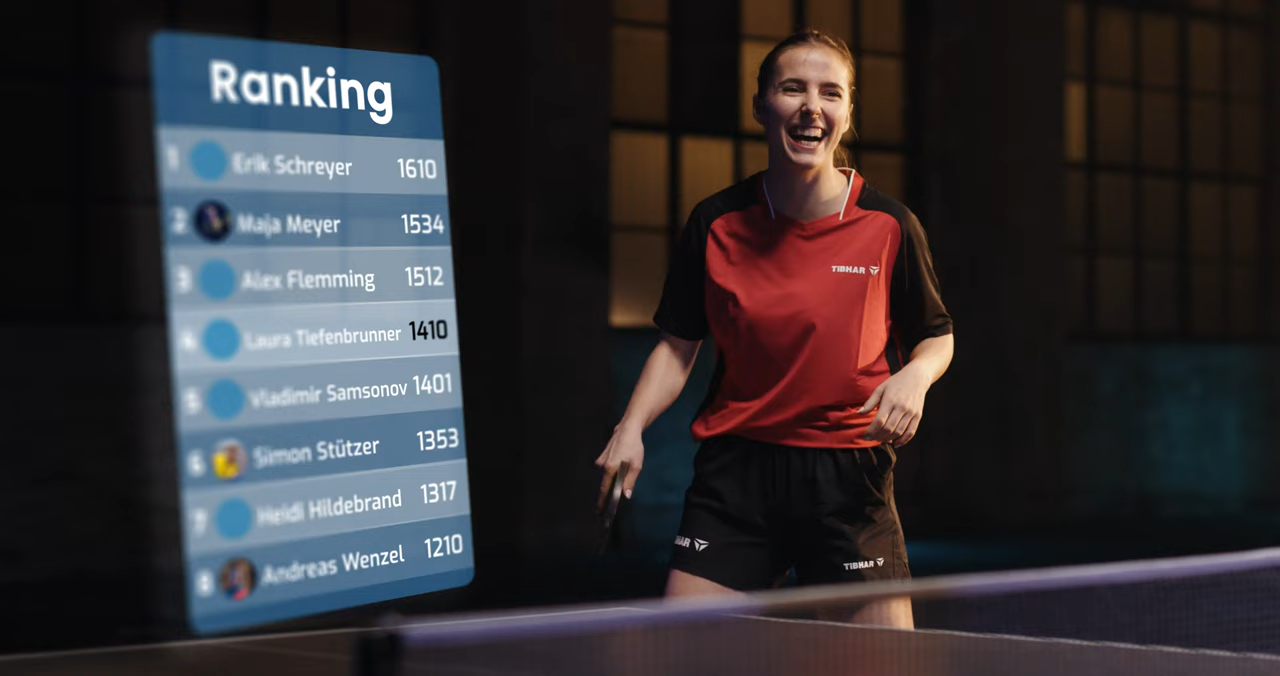 Ranking
1 Erik Schreyer 1610
2 Maja Meyer 1534
3 Alex Flemming 1512
4 Laura Tiefenbrunner 1410
5 Vladimir Samsonov 1401
6 Simon Stützer 1353
7 Heidi Hildebrand 1317
8 Andreas Wenzel 1210
TIBHAR
TIBHAR